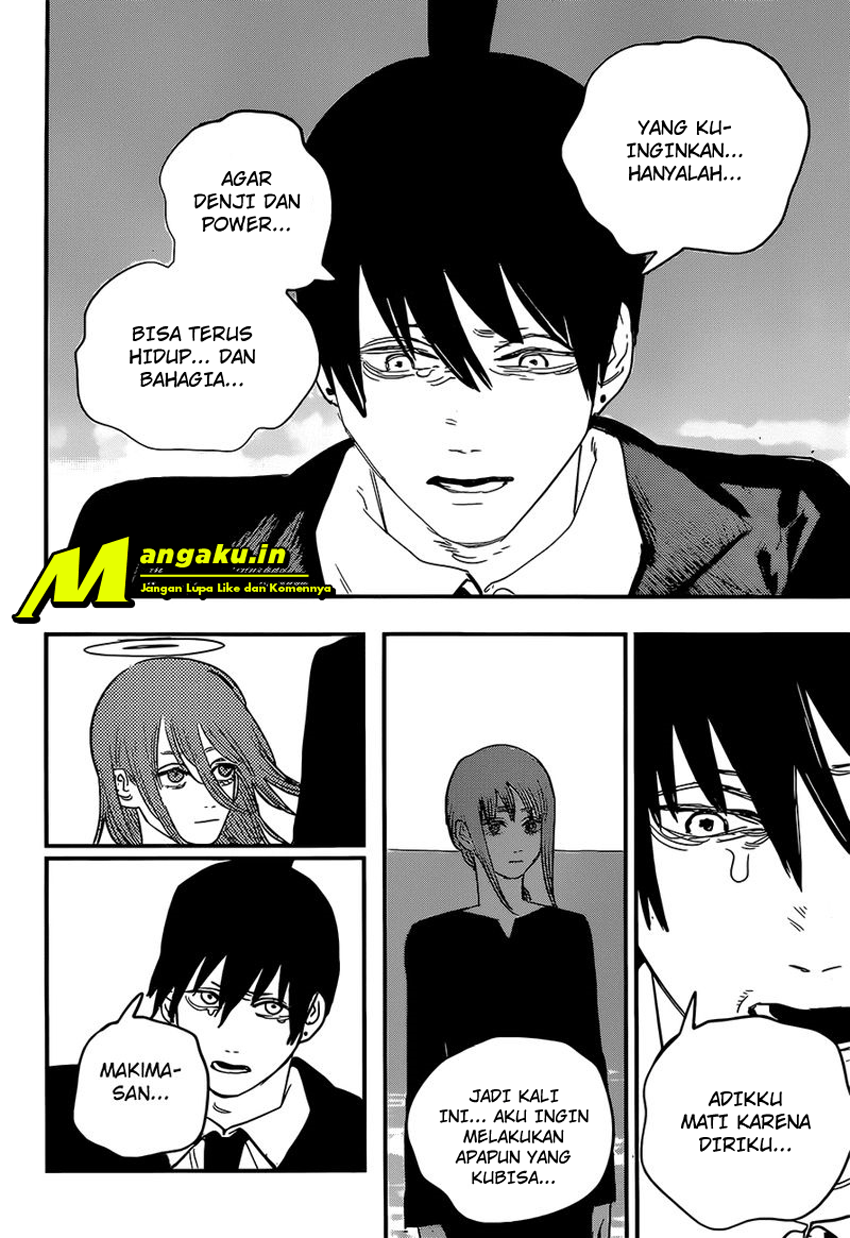 YANG KU-
INGINKAN...
HANYALAH...
AGAR
DENJI DAN
POWER...
BISA TERUS
HIDUP... DAN
BAHAGIA...
Mangaku.in
Jangan Lupa Like dan Komennya
ADIKKU
MATI KARENA
DIRIKU...
JADI KALI
INI... AKU INGIN
MELAKUKAN
APAPUN YANG
KUBISA...
MAKIMA-
SAN...